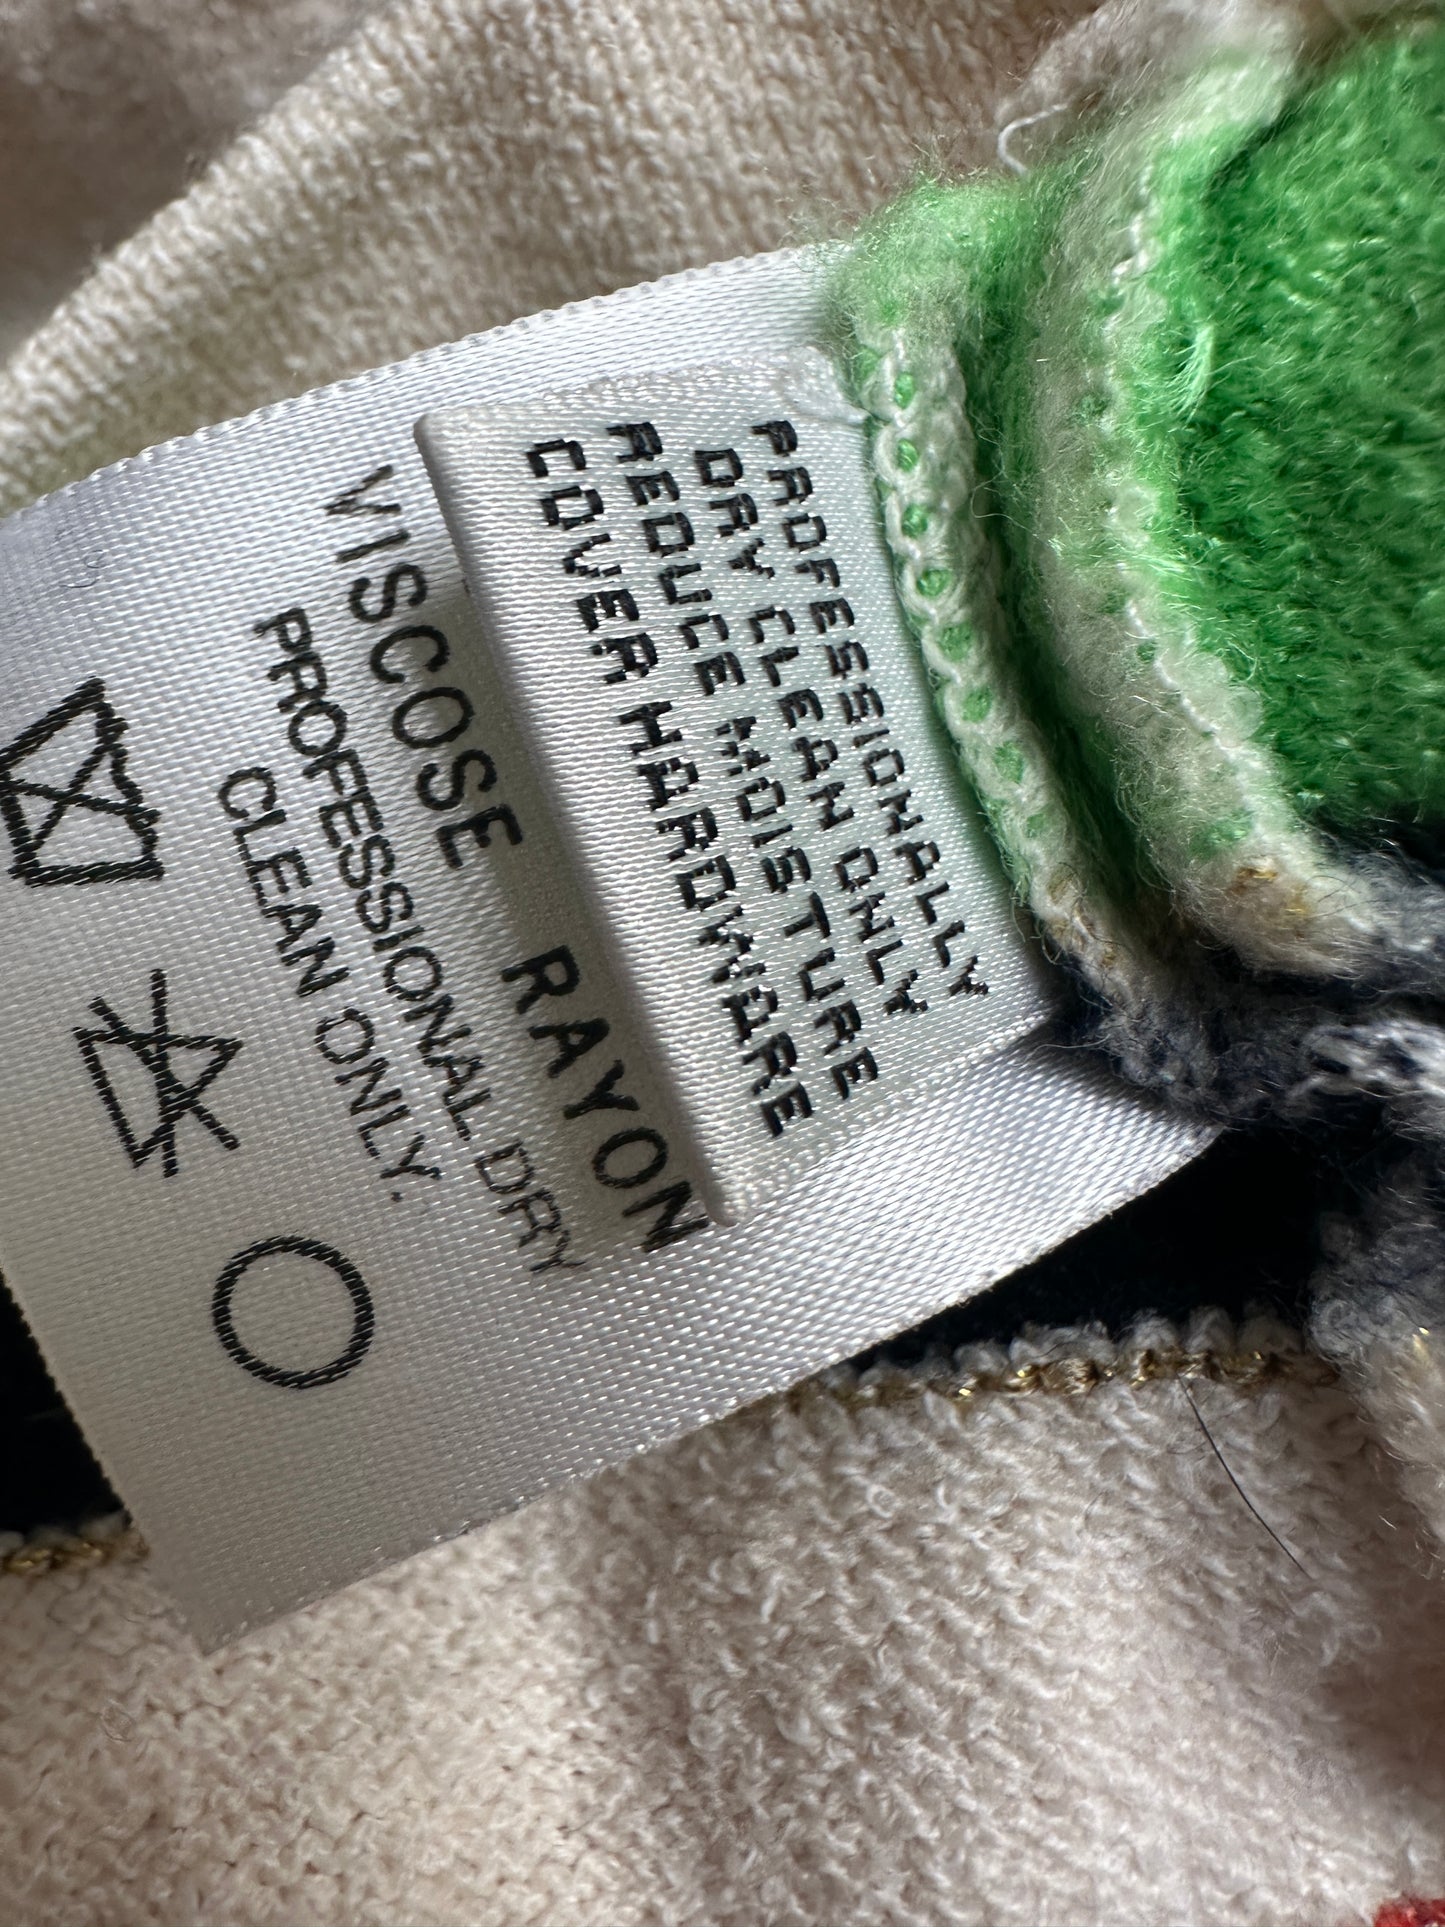 PROFESSIONALLY
DRY CLEAN ONLY
REDUCE MOISTURE
COVER HARDWARE
VISCOSE RAYON
PROFESSIONAL DRY
CLEAN ONLY.